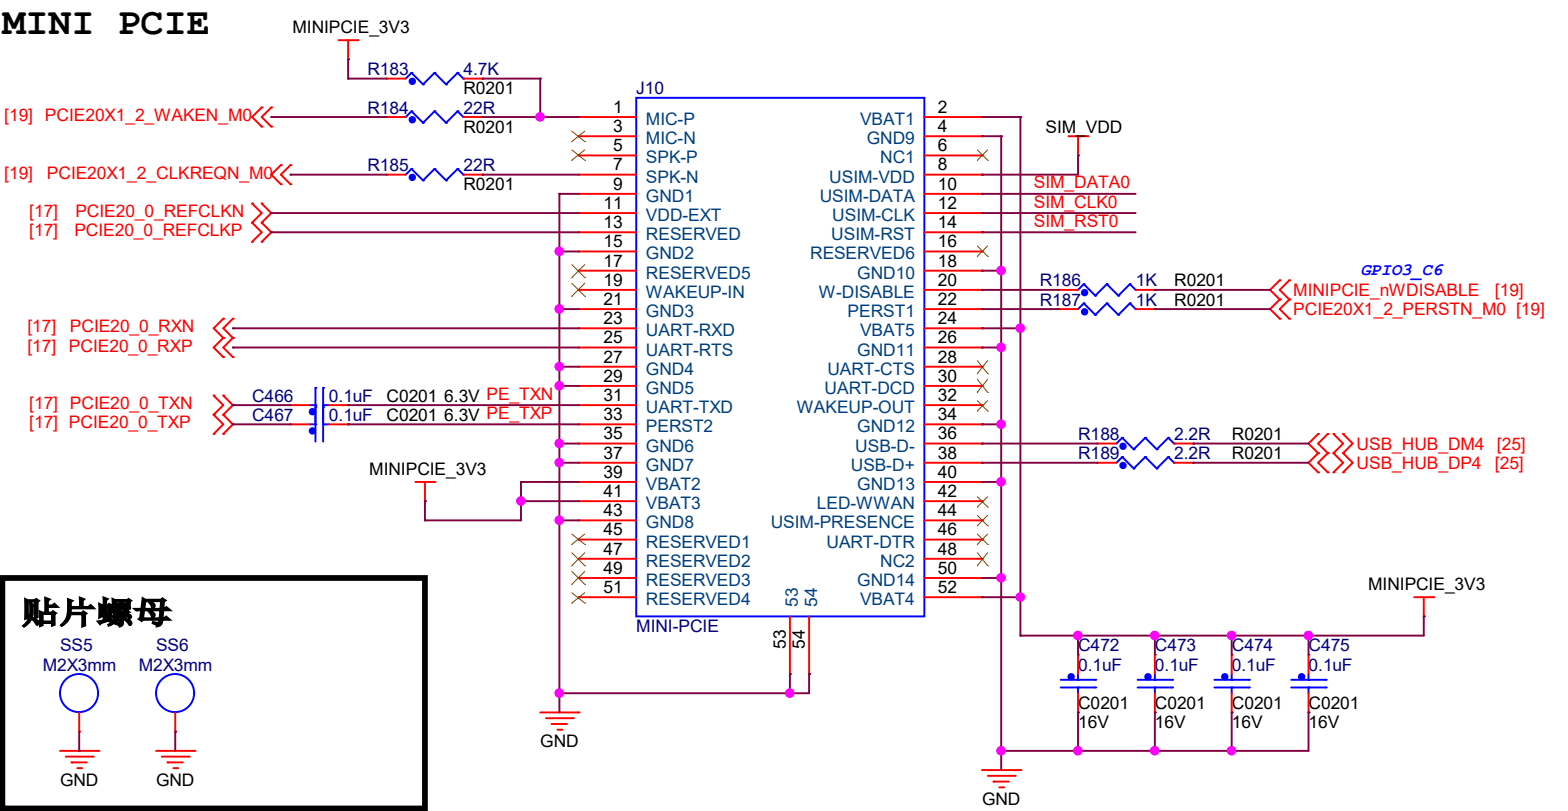 MINI PCIE
MINIPCIE_3V3
R183 4.7K
R0201
[19] PCIE20X1_2_WAKEN_M0 R184 22R
R0201
[19] PCIE20X1_2_CLKREQN_M0 R185 22R
R0201
[17] PCIE20_0_REFCLKN
[17] PCIE20_0_REFCLKP
[17] PCIE20_0_RXN
[17] PCIE20_0_RXP
[17] PCIE20_0_TXN C466 0.1uF C0201 6.3V PE_TXN
[17] PCIE20_0_TXP C467 0.1uF C0201 6.3V PE_TXP
MINIPCIE_3V3
J10
1 MIC-P VBAT1 2
3 MIC-N GND9 4
5 SPK-P NC1 6
7 SPK-N USIM-VDD 8
9 GND1 USIM-DATA 10
11 VDD-EXT USIM-CLK 12
13 RESERVED USIM-RST 14
15 GND2 RESERVED6 16
17 RESERVED5 GND10 18
19 WAKEUP-IN W-DISABLE 20
21 GND3 PERST1 22
23 UART-RXD VBAT5 24
25 UART-RTS GND11 26
27 GND4 UART-CTS 28
29 GND5 UART-DCD 30
31 UART-TXD WAKEUP-OUT 32
33 PERST2 GND12 34
35 GND6 USB-D- 36
37 GND7 USB-D+ 38
39 VBAT2 GND13 40
41 VBAT3 LED-WWAN 42
43 GND8 USIM-PRESENCE 44
45 RESERVED1 UART-DTR 46
47 RESERVED2 NC2 48
49 RESERVED3 GND14 50
51 RESERVED4 VBAT4 52
53 54
MINI-PCIE
53 54
GND
SIM_VDD
SIM_DATA0
SIM_CLK0
SIM_RST0
GPIO3_C6
R186 1K R0201 MINIPCIE_nWDISABLE [19]
R187 1K R0201 PCIE20X1_2_PERSTN_M0 [19]
R188 2.2R R0201 USB_HUB_DM4 [25]
R189 2.2R R0201 USB_HUB_DP4 [25]
MINIPCIE_3V3
C472 C473 C474 C475
0.1uF 0.1uF 0.1uF 0.1uF
C0201 C0201 C0201 C0201
16V 16V 16V 16V
GND
贴片螺母
SS5 SS6
M2X3mm M2X3mm
GND GND